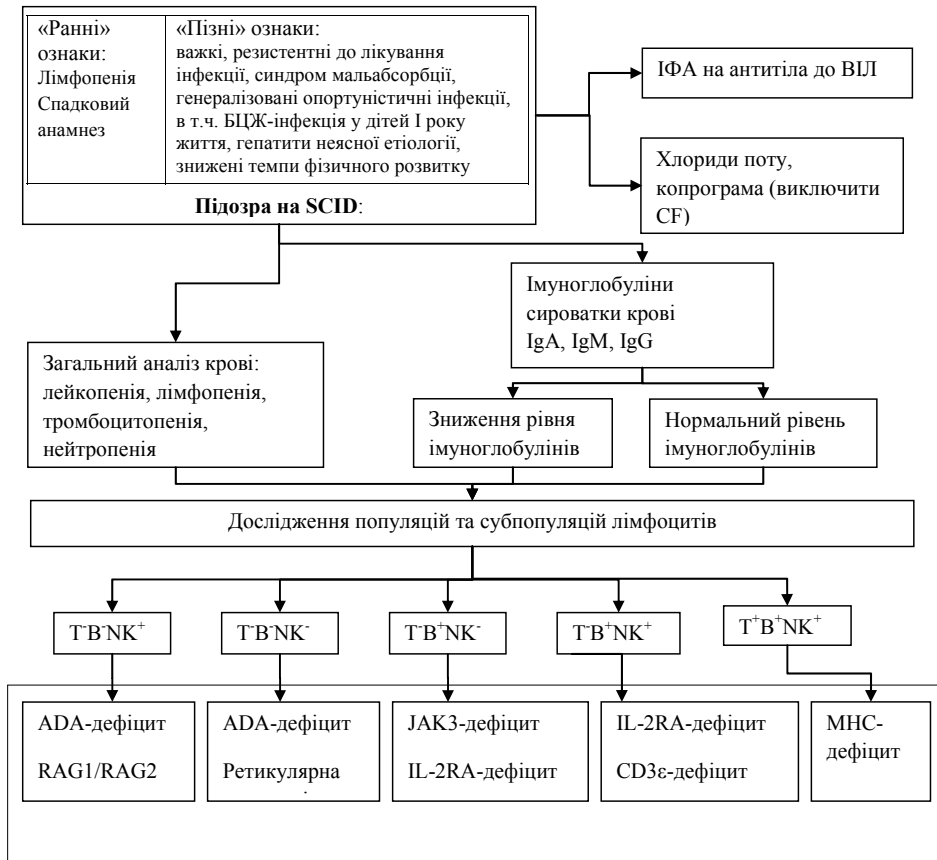 «Ранні»
ознаки:
Лімфопенія
Спадковий
анамнез
«Пізні» ознаки:
важкі, резистентні до лікування
інфекції, синдром мальабсорбції,
генералізовані опортуністичні інфекції,
в т.ч. БЦЖ-інфекція у дітей І року
життя, гепатити неясної етіології,
знижені темпи фізичного розвитку
Підозра на SCID:
ІФА на антитіла до ВІЛ
Хлориди поту,
копрограма (виключити
CF)
Імуноглобуліни
сироватки крові
IgA, IgM, IgG
Загальний аналіз крові:
лейкопенія, лімфопенія,
тромбоцитопенія,
нейтропенія
Зниження рівня
імуноглобулінів
Нормальний рівень
імуноглобулінів
Дослідження популяцій та субпопуляцій лімфоцитів
T⁻B⁻NK⁺
T⁻B⁻NK⁻
T⁻B⁺NK⁻
T⁻B⁺NK⁺
T⁺B⁺NK⁺
ADA-дефіцит
RAG1/RAG2
ADA-дефіцит
Ретикулярна
JAK3-дефіцит
IL-2RA-дефіцит
IL-2RA-дефіцит
CD3ε-дефіцит
MHC-
дефіцит